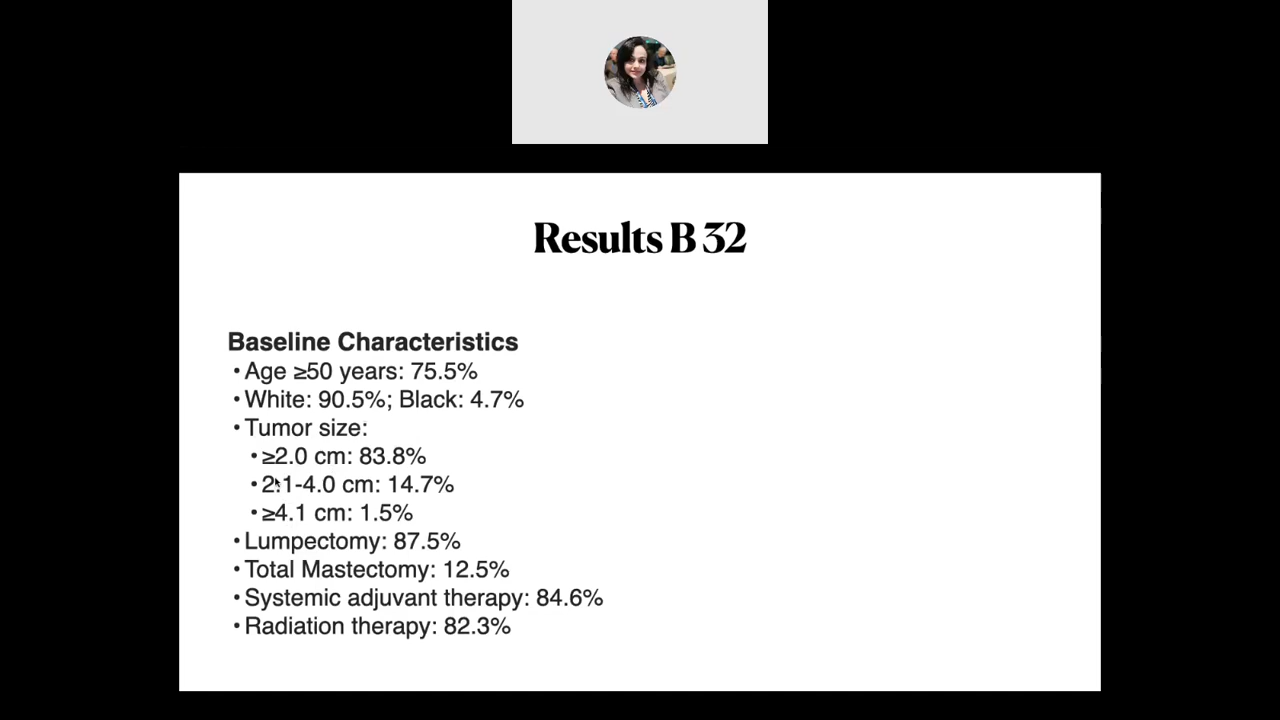 Results B 32
Baseline Characteristics
• Age ≥50 years: 75.5%
• White: 90.5%; Black: 4.7%
• Tumor size:
• ≥2.0 cm: 83.8%
• 2.1-4.0 cm: 14.7%
• ≥4.1 cm: 1.5%
• Lumpectomy: 87.5%
• Total Mastectomy: 12.5%
• Systemic adjuvant therapy: 84.6%
• Radiation therapy: 82.3%